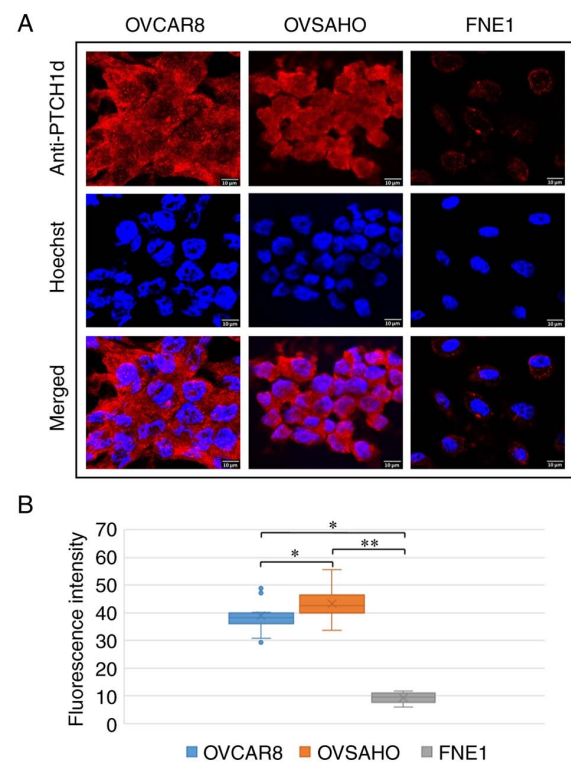 A
OVCAR8 OVSAHO FNE1
Anti-PTCH1d
10 µm 10 µm 10 µm
Hoechst
10 µm 10 µm 10 µm
Merged
10 µm 10 µm 10 µm
B
Fluorescence intensity
70
60
50
40
30
20
10
0
*
* **
OVCAR8 OVSAHO FNE1